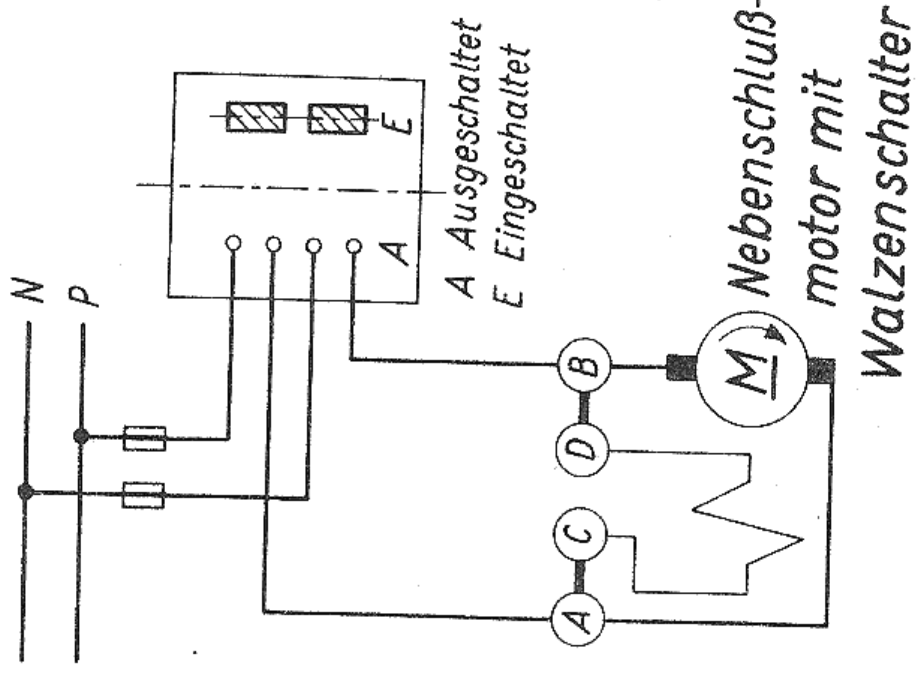 N
P
E
A
A Ausgeschaltet
E Eingeschaltet
A
C
D
B
M
Nebenschluß-
motor mit
Walzenschalter